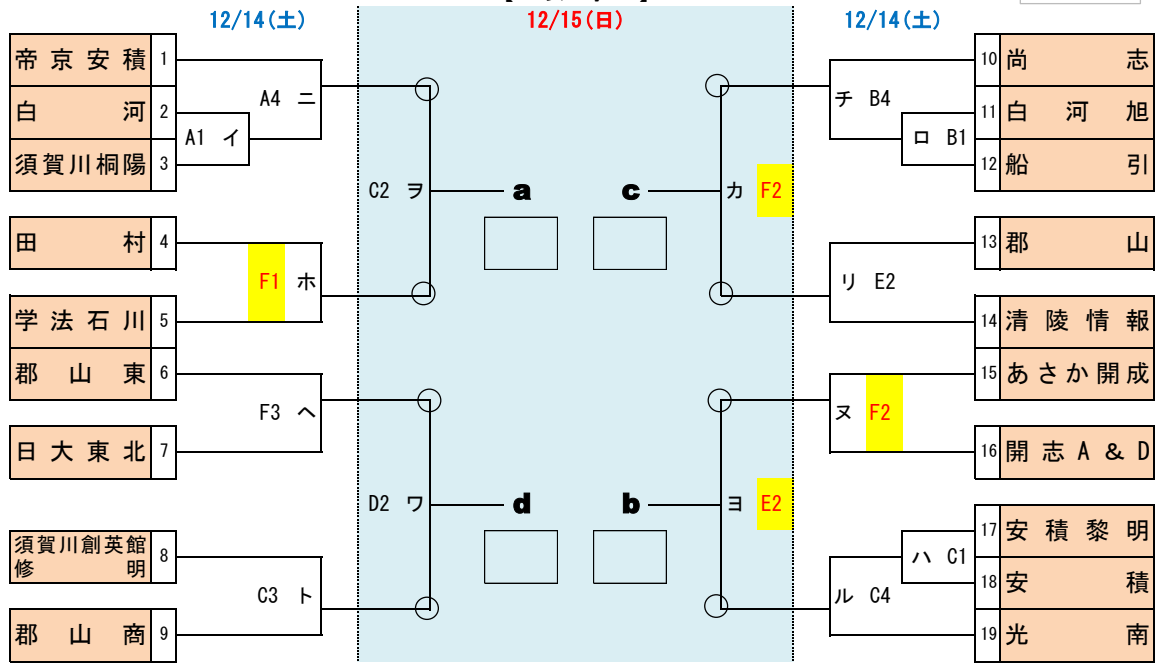 12/14(土)
12/15(日)
12/14(土)
帝京安積 1
白河 2
須賀川桐陽 3
A1 イ
A4 ニ
田村 4
学法石川 5
F1 ホ
C2 ヲ
a
郡山東 6
日大東北 7
F3 ヘ
須賀川創英館
修明 8
郡山商 9
C3 ト
D2 ワ
d
10 尚志
11 白河旭
12 船引
ロ B1
チ B4
13 郡山
14 清陵情報
リ E2
カ F2
c
15 あさか開成
16 開志A&D
ヌ F2
17 安積黎明
18 安積
19 光南
ハ C1
ル C4
ヨ E2
b